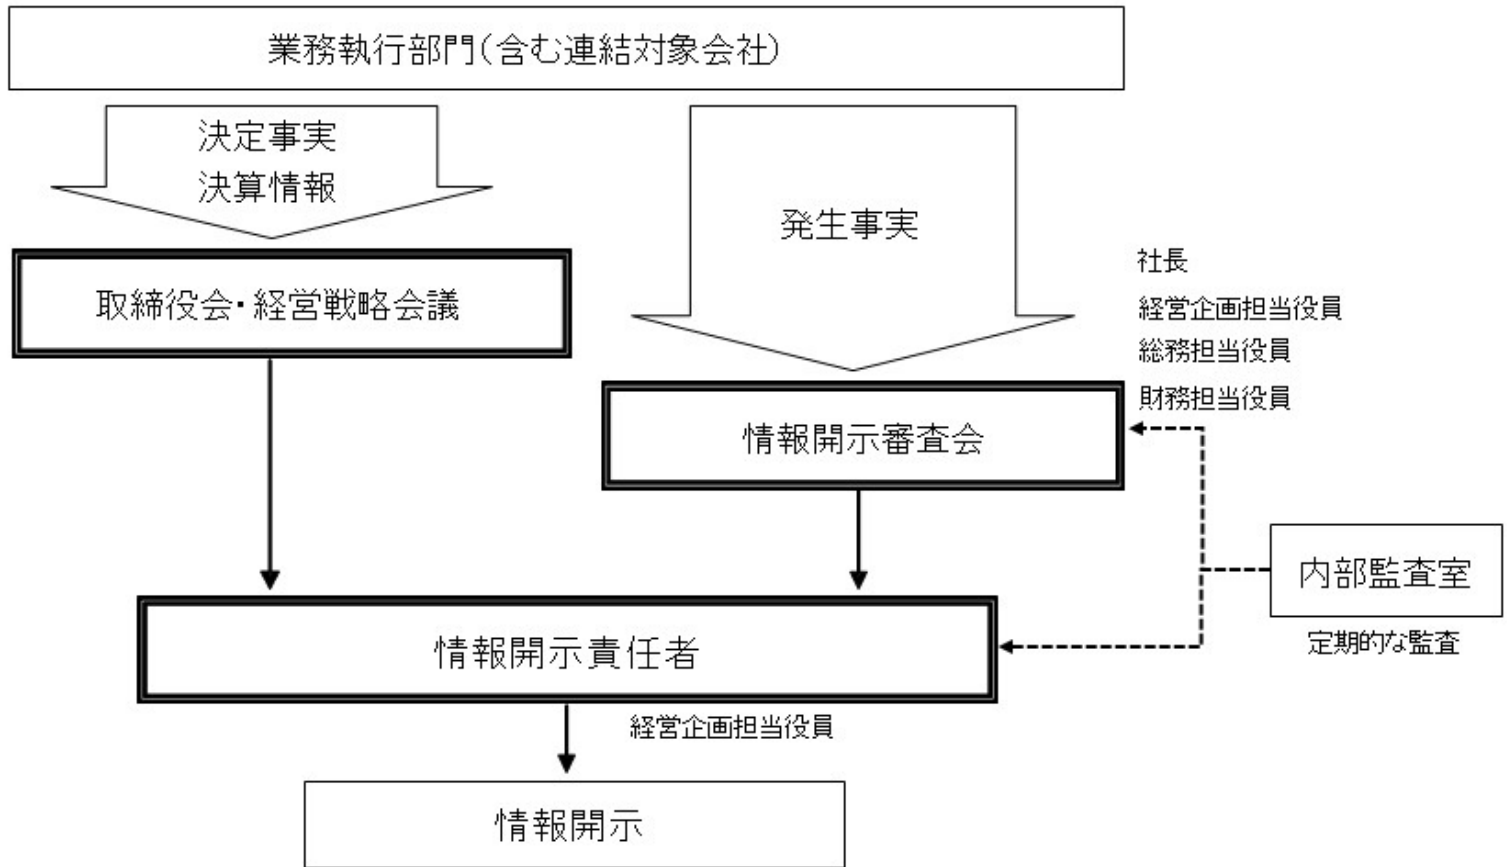 業務執行部門(含む連結対象会社)
決定事実
決算情報
発生事実
取締役会・経営戦略会議
社長
経営企画担当役員
総務担当役員
財務担当役員
情報開示審査会
内部監査室
定期的な監査
情報開示責任者
経営企画担当役員
情報開示